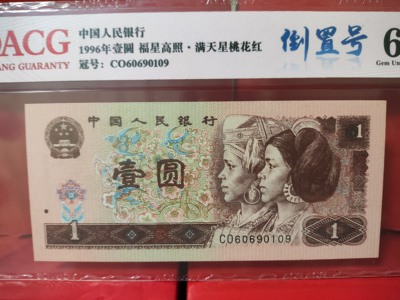 ACG
NG GUARANTY
中国人民银行
1996年壹圆 福星高照·满天星桃花红
冠号: CO60690109
倒置号
6
Gem Un
中国人民银行
1
壹圆
1
CO60690109
1